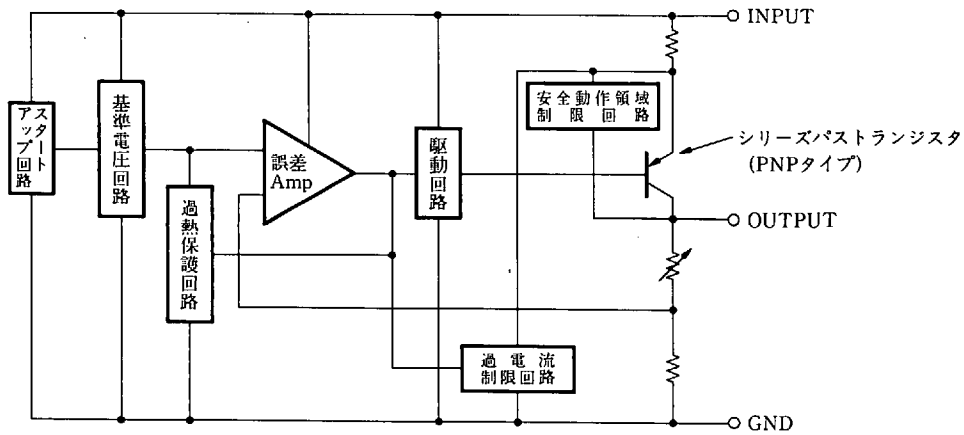 INPUT
スタート
アップ回路
基準電圧回路
誤差
Amp
過熱保護回路
駆動回路
安全動作領域
制限回路
シリーズパストランジスタ
(PNPタイプ)
OUTPUT
過電流
制限回路
GND